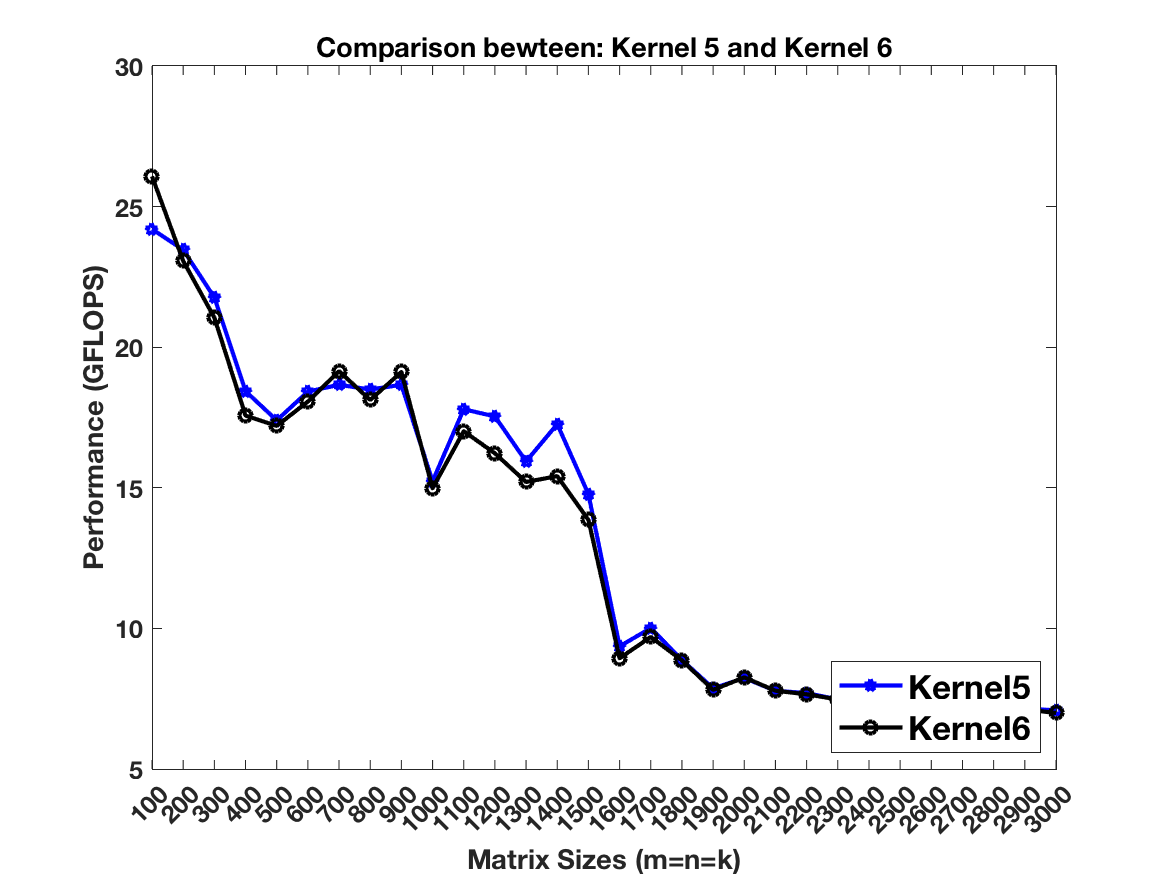 Comparison bewteen: Kernel 5 and Kernel 6
30
25
20
15
10
5
Performance (GFLOPS)
Kernel5
Kernel6
100 200 300 400 500 600 700 800 900 1000 1100 1200 1300 1400 1500 1600 1700 1800 1900 2000 2100 2200 2300 2400 2500 2600 2700 2800 2900 3000
Matrix Sizes (m=n=k)